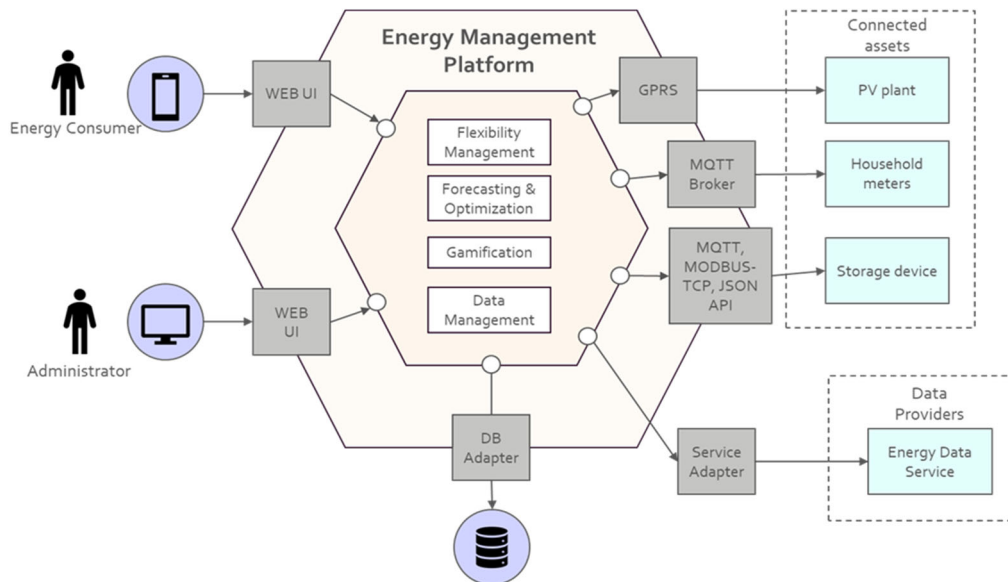 Energy Management
Platform
Energy Consumer
WEB UI
Administrator
WEB
UI
Flexibility
Management
Forecasting &
Optimization
Gamification
Data
Management
DB
Adapter
GPRS
MQTT
Broker
MQTT,
MODBUS-
TCP, JSON
API
Service
Adapter
Connected
assets
PV plant
Household
meters
Storage device
Data
Providers
Energy Data
Service